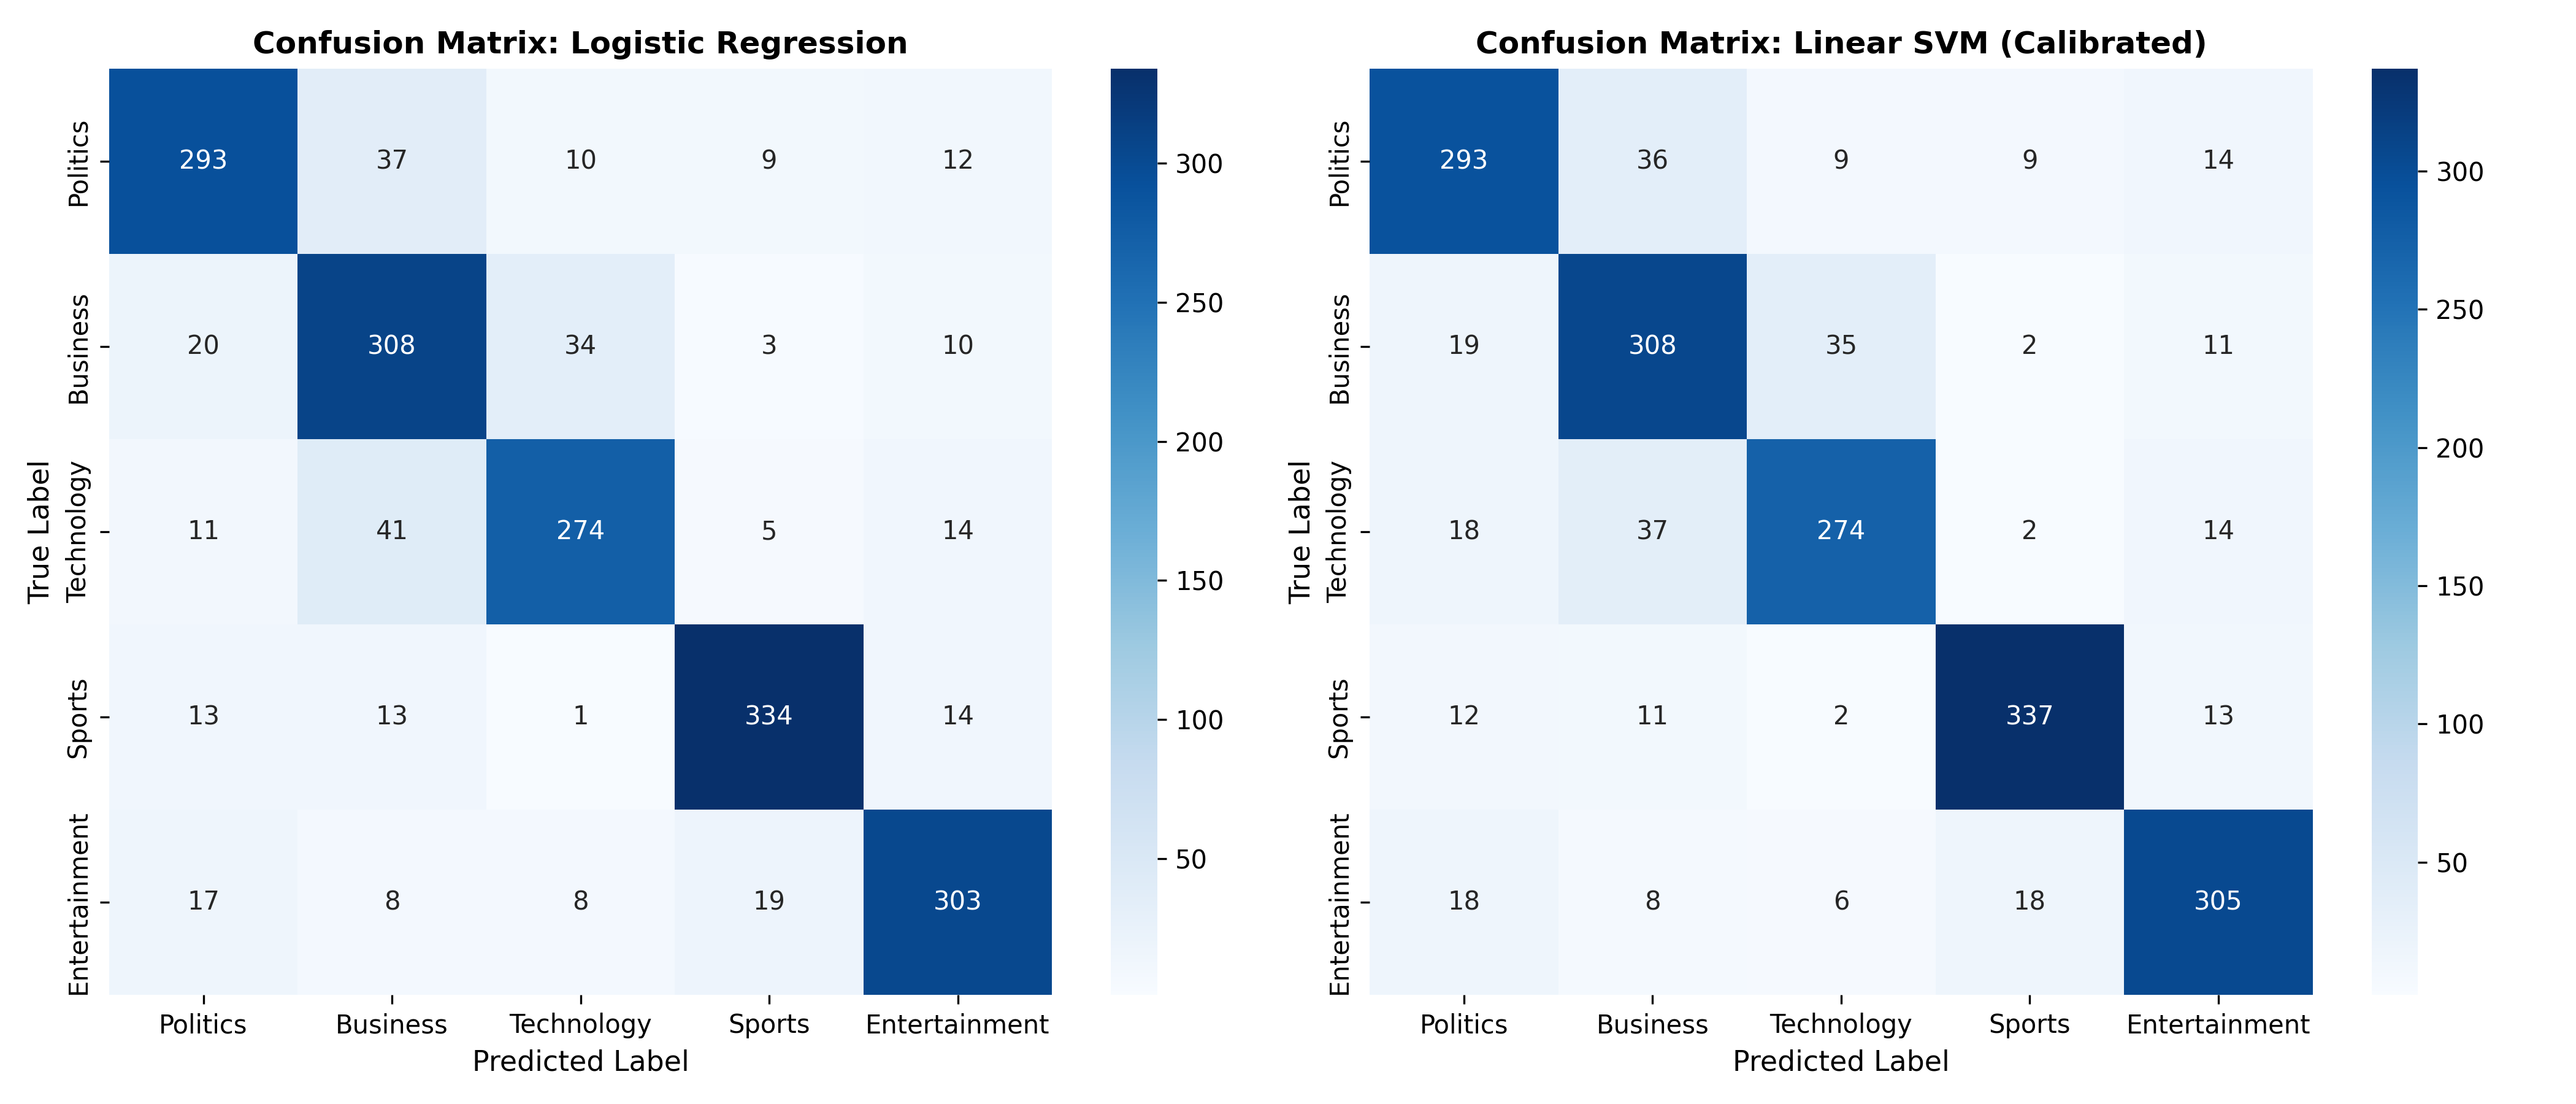 Confusion Matrix: Logistic Regression
True Label
Politics 293 37 10 9 12
Business 20 308 34 3 10
Technology 11 41 274 5 14
Sports 13 13 1 334 14
Entertainment 17 8 8 19 303
Politics Business Technology Sports Entertainment
Predicted Label
300
250
200
150
100
50
Confusion Matrix: Linear SVM (Calibrated)
True Label
Politics 293 36 9 9 14
Business 19 308 35 2 11
Technology 18 37 274 2 14
Sports 12 11 2 337 13
Entertainment 18 8 6 18 305
Politics Business Technology Sports Entertainment
Predicted Label
300
250
200
150
100
50